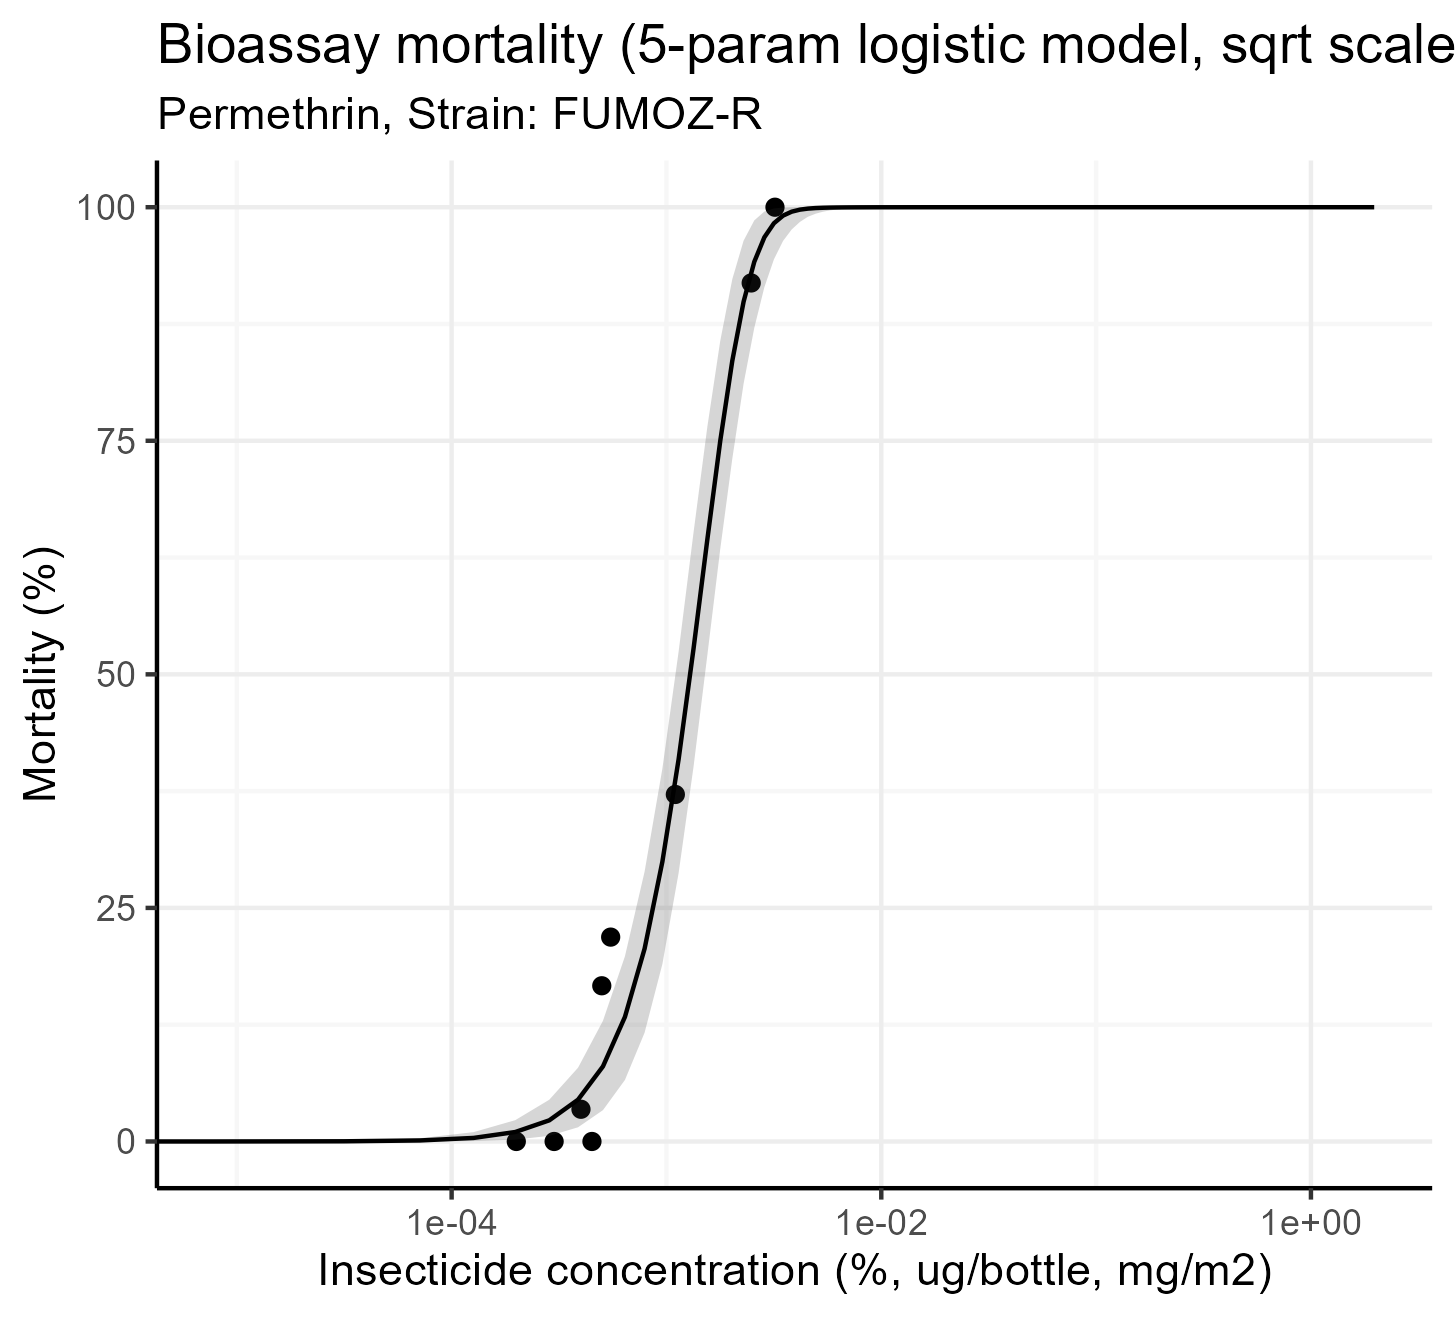 Bioassay mortality (5-param logistic model, sqrt scale
Permethrin, Strain: FUMOZ-R
100
75
50
25
0
Mortality (%)
1e-04
1e-02
1e+00
Insecticide concentration (%, ug/bottle, mg/m2)